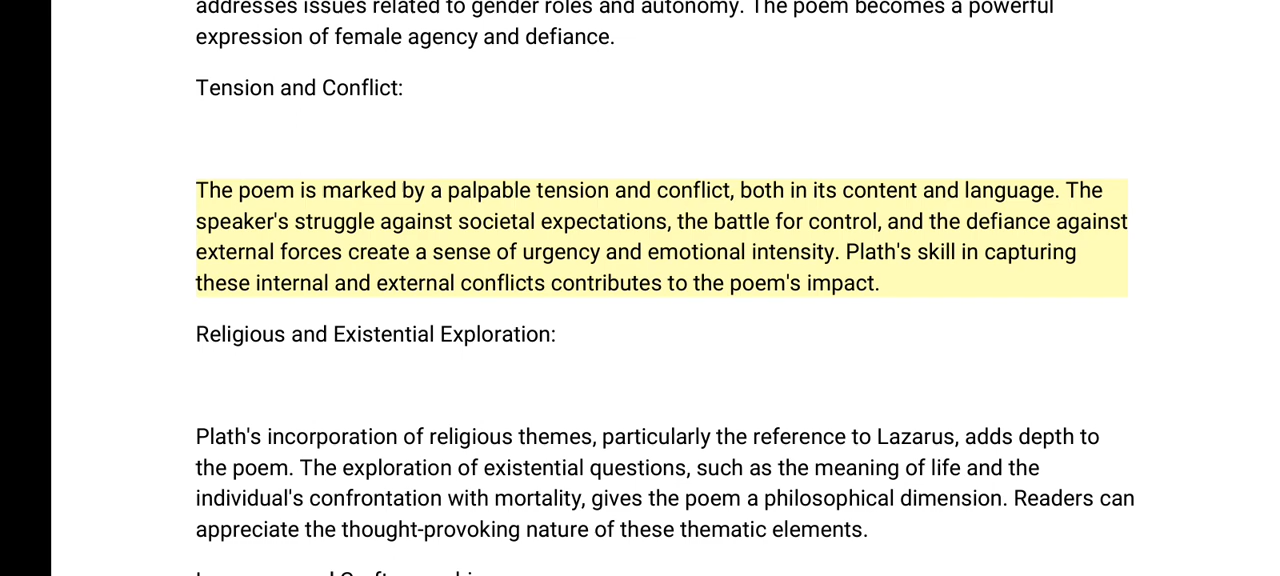 addresses issues related to gender roles and autonomy. The poem becomes a powerful
expression of female agency and defiance.
Tension and Conflict:
The poem is marked by a palpable tension and conflict, both in its content and language. The
speaker's struggle against societal expectations, the battle for control, and the defiance against
external forces create a sense of urgency and emotional intensity. Plath's skill in capturing
these internal and external conflicts contributes to the poem's impact.
Religious and Existential Exploration:
Plath's incorporation of religious themes, particularly the reference to Lazarus, adds depth to
the poem. The exploration of existential questions, such as the meaning of life and the
individual's confrontation with mortality, gives the poem a philosophical dimension. Readers can
appreciate the thought-provoking nature of these thematic elements.